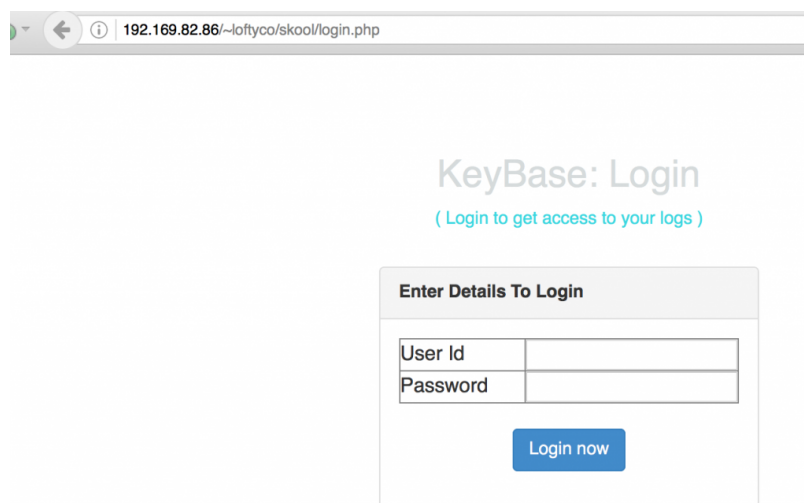 192.169.82.86/~loftyco/skool/login.php
KeyBase: Login
( Login to get access to your logs )
Enter Details To Login
User Id
Password
Login now